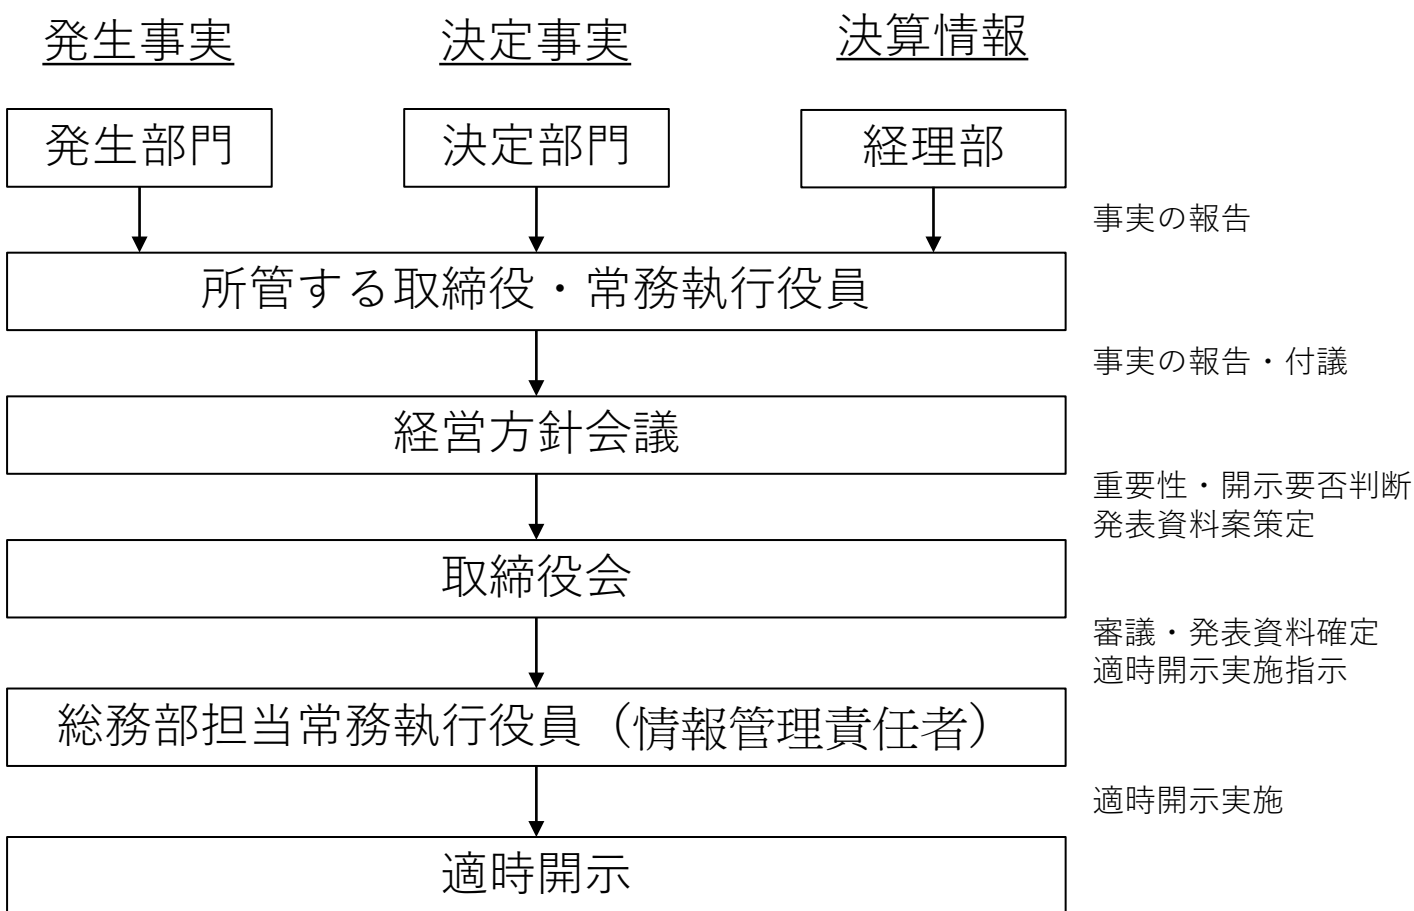 発生事実
決定事実
決算情報
発生部門
決定部門
経理部
事実の報告
所管する取締役・常務執行役員
事実の報告・付議
経営方針会議
重要性・開示要否判断
発表資料案策定
取締役会
審議・発表資料確定
適時開示実施指示
総務部担当常務執行役員（情報管理責任者）
適時開示実施
適時開示